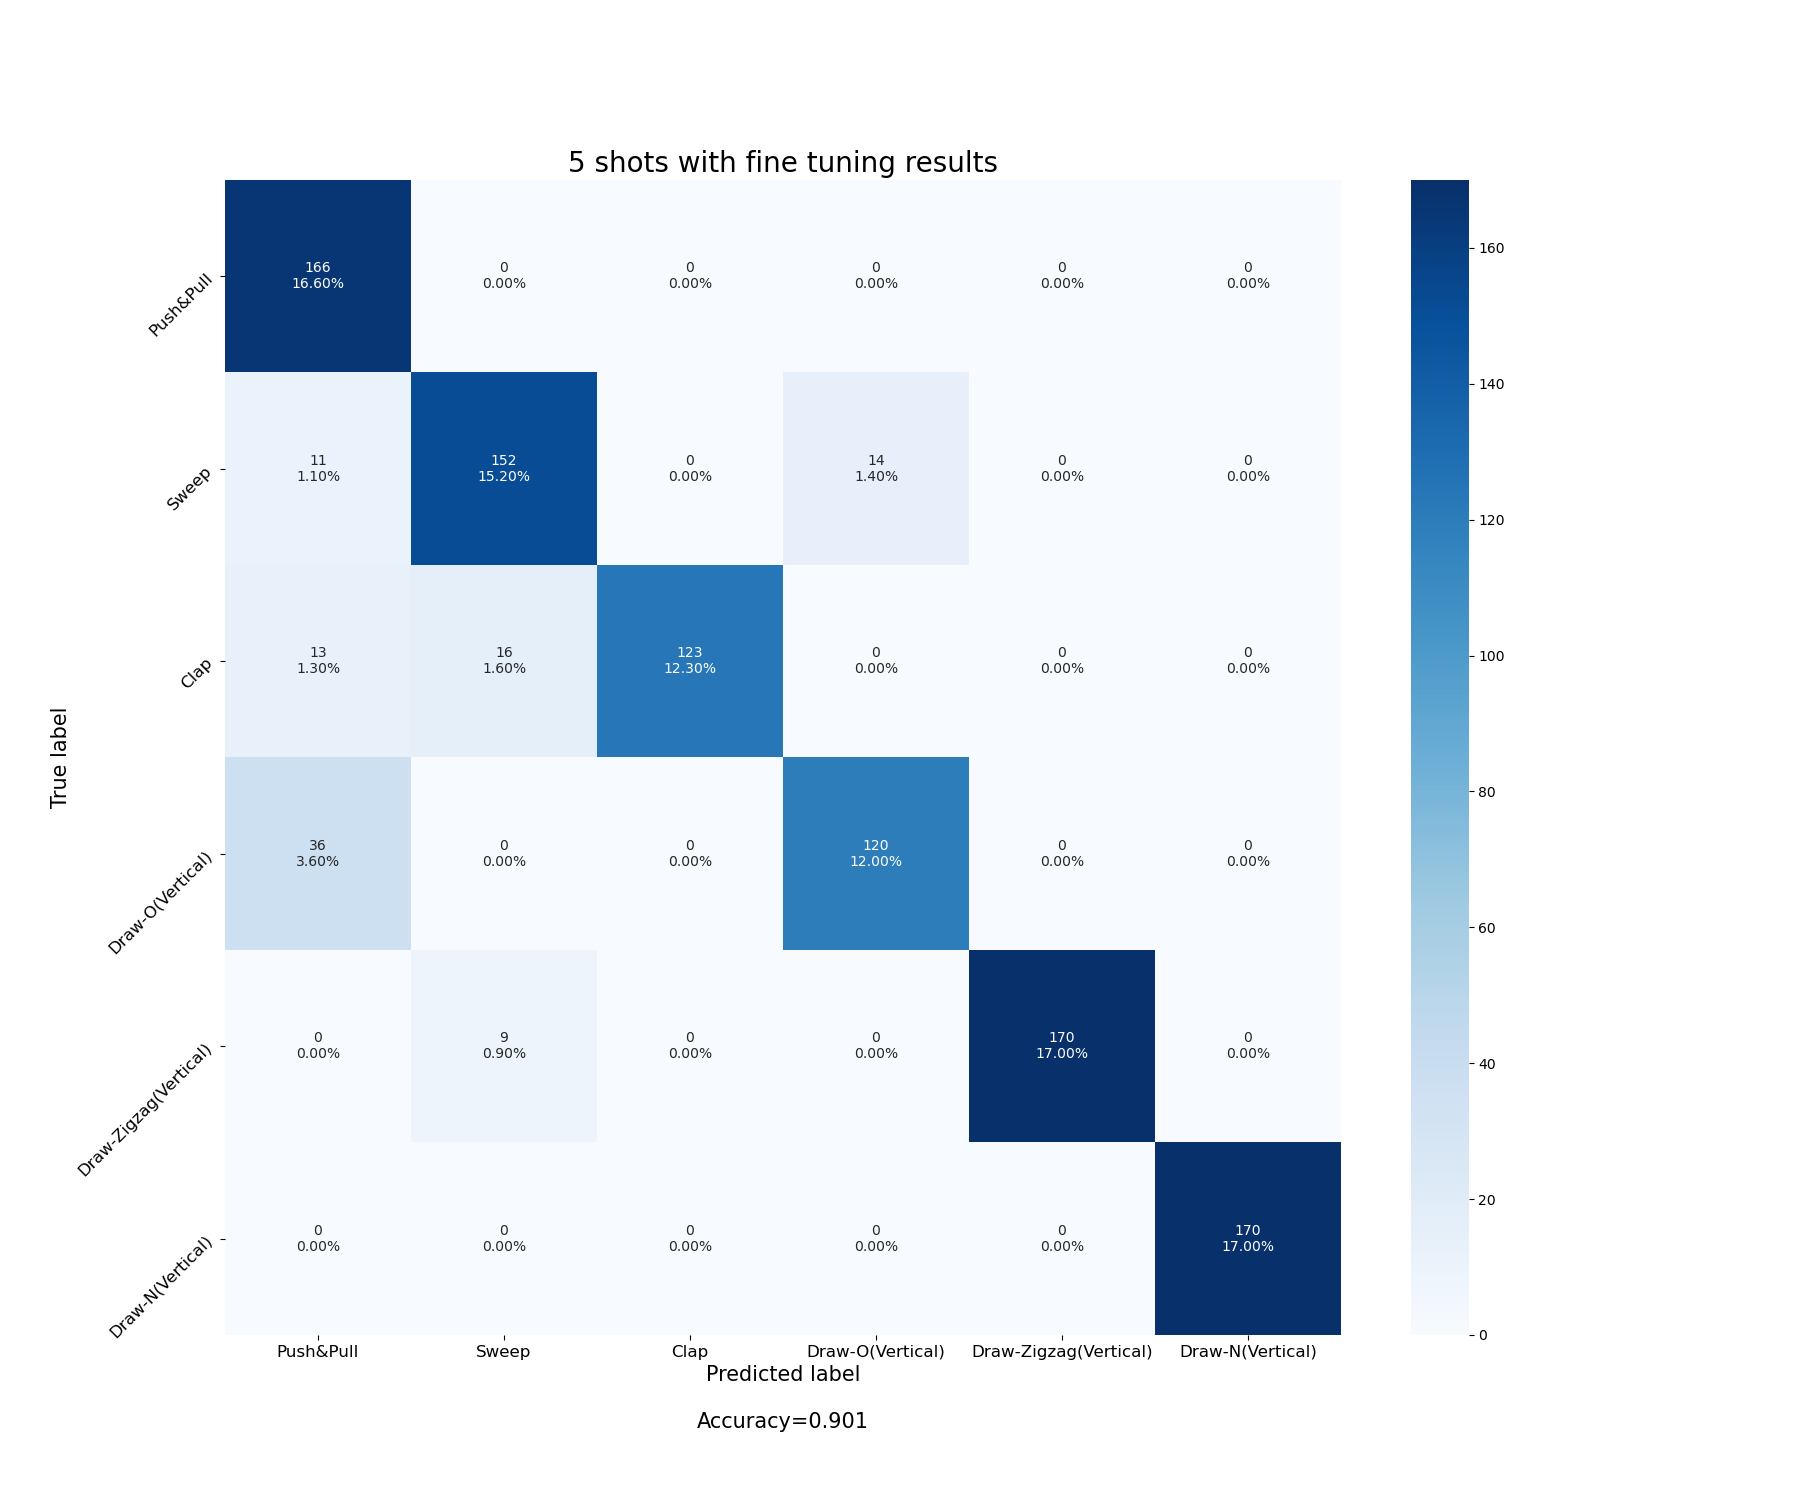 5 shots with fine tuning results
166 0 0 0 0 0
16.60% 0.00% 0.00% 0.00% 0.00% 0.00%
Push&Pull
11 152 0 14 0 0
1.10% 15.20% 0.00% 1.40% 0.00% 0.00%
Sweep
13 16 123 0 0 0
1.30% 1.60% 12.30% 0.00% 0.00% 0.00%
Clap
36 0 0 120 0 0
3.60% 0.00% 0.00% 12.00% 0.00% 0.00%
Draw-O(Vertical)
0 9 0 0 170 0
0.00% 0.90% 0.00% 0.00% 17.00% 0.00%
Draw-Zigzag(Vertical)
0 0 0 0 0 170
0.00% 0.00% 0.00% 0.00% 0.00% 17.00%
Draw-N(Vertical)
True label
Push&Pull Sweep Clap Draw-O(Vertical) Draw-Zigzag(Vertical) Draw-N(Vertical)
Predicted label
Accuracy=0.901
160
140
120
100
80
60
40
20
0